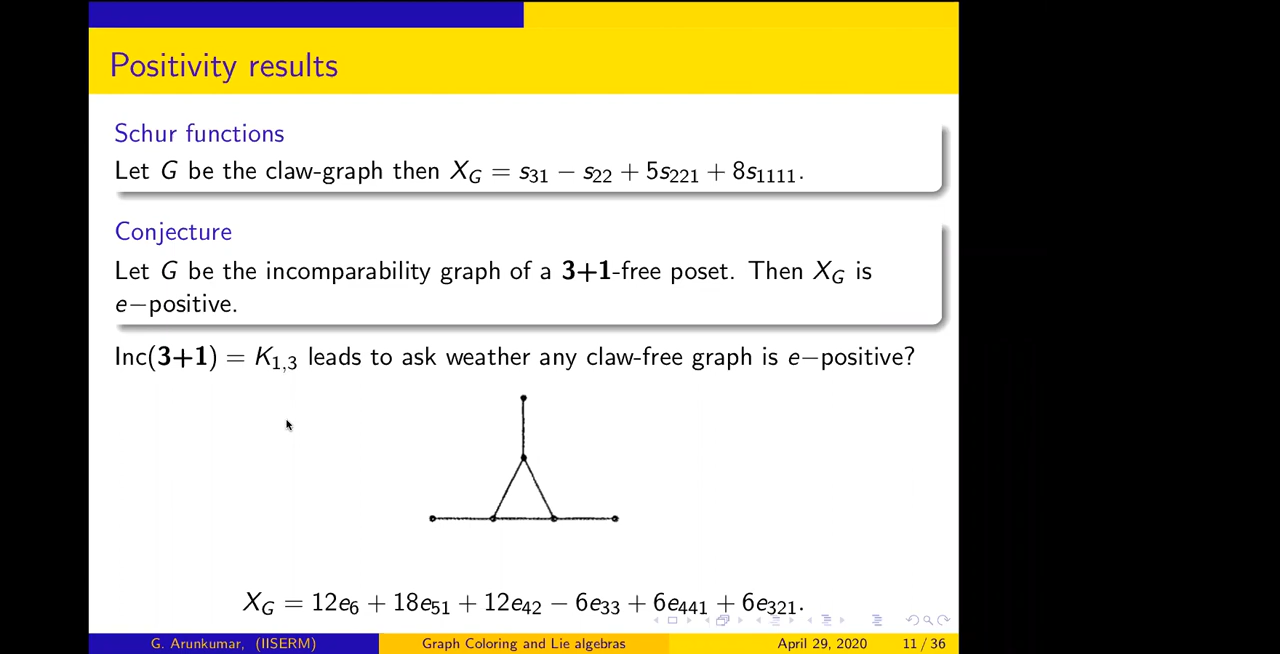 Positivity results
Schur functions
Let G be the claw-graph then X_G = s_31 − s_22 + 5s_221 + 8s_1111.
Conjecture
Let G be the incomparability graph of a 3+1-free poset. Then X_G is
e−positive.
Inc(3+1) = K_1,3 leads to ask weather any claw-free graph is e−positive?
X_G = 12e_6 + 18e_51 + 12e_42 − 6e_33 + 6e_441 + 6e_321.
G. Arunkumar, (IISERM) Graph Coloring and Lie algebras April 29, 2020 11 / 36